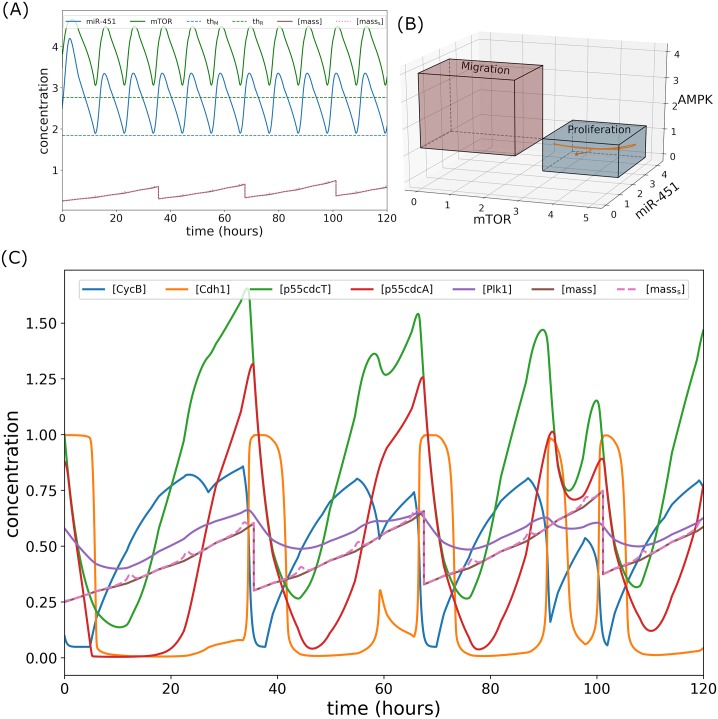 (A)
miR-451 mTOR th_M th_R [mass] [mass_s]
4
3
2
1
concentration
0 20 40 60 80 100 120
time (hours)
(B)
Migration
Proliferation
4
3
2
1
0
AMPK
0 1 2 3 4 5
mTOR
0 1 2 3 4
miR-451
(C)
[CycB] [Cdh1] [p55cdcT] [p55cdcA] [Plk1] [mass] [mass_s]
1.50
1.25
1.00
0.75
0.50
0.25
0.00
concentration
0 20 40 60 80 100 120
time (hours)